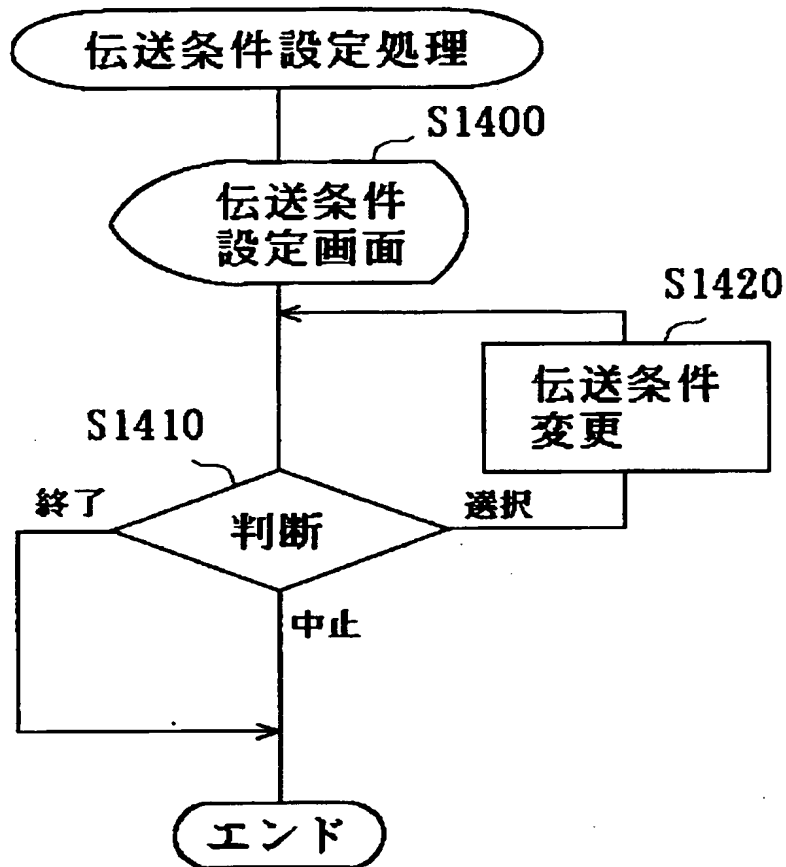 伝送条件設定処理
S1400
伝送条件
設定画面
S1420
伝送条件
変更
S1410
終了
判断
選択
中止
エンド